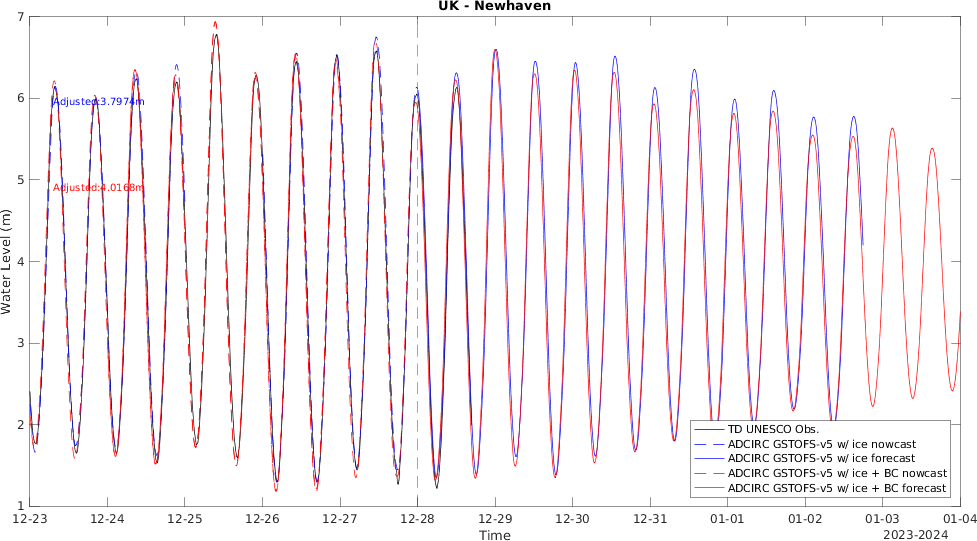 UK - Newhaven
7
6
5
4
3
2
1
Water Level (m)
Adjusted:3.7974m
Adjusted:4.0168m
TD UNESCO Obs.
ADCIRC GSTOFS-v5 w/ ice nowcast
ADCIRC GSTOFS-v5 w/ ice forecast
ADCIRC GSTOFS-v5 w/ ice + BC nowcast
ADCIRC GSTOFS-v5 w/ ice + BC forecast
12-23 12-24 12-25 12-26 12-27 12-28 12-29 12-30 12-31 01-01 01-02 01-03 01-04
Time
2023-2024